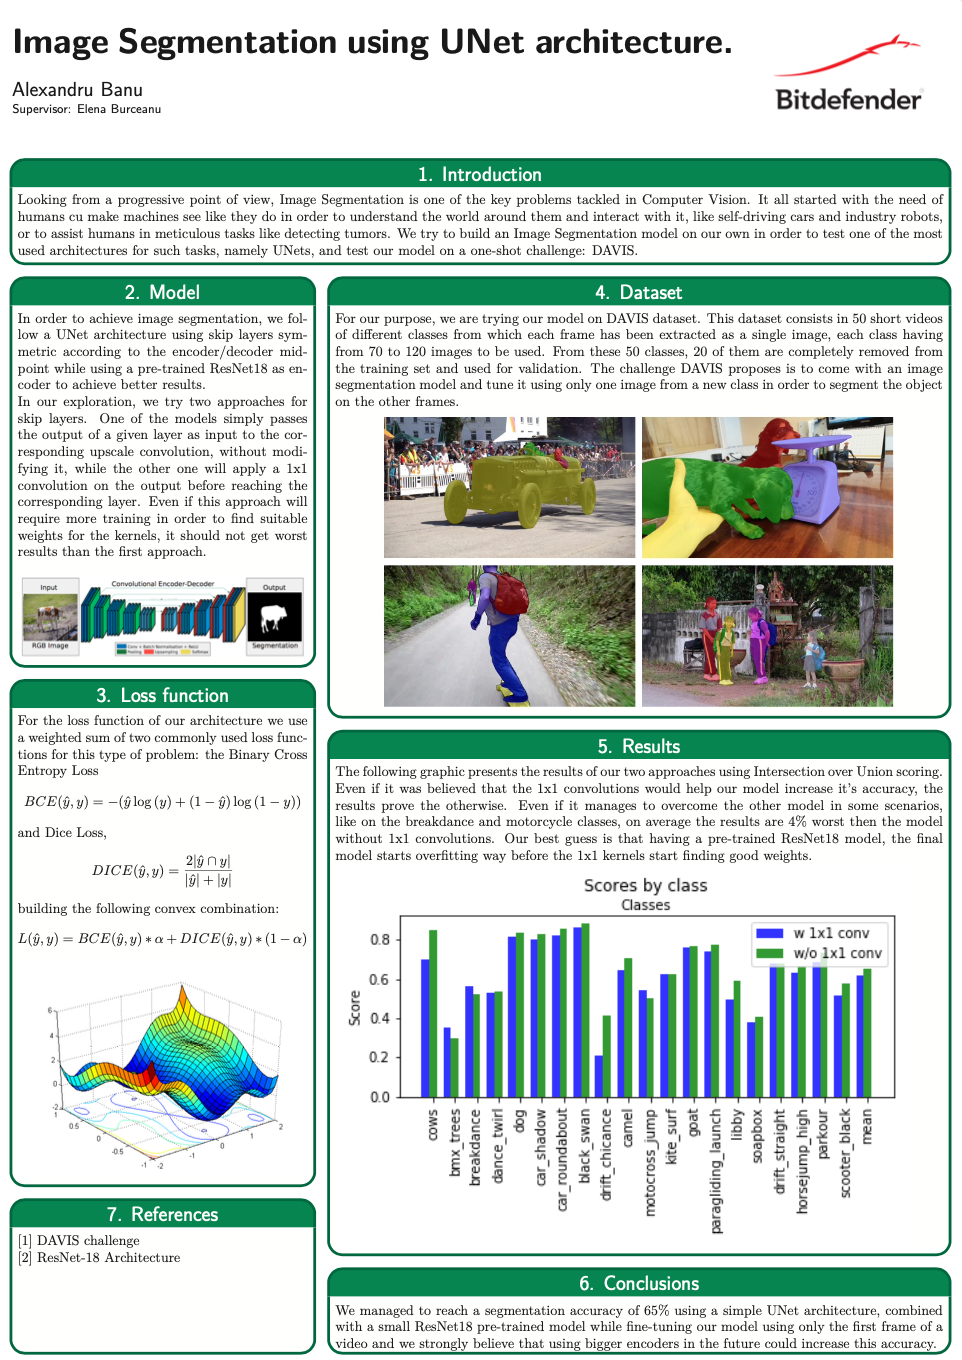 Image Segmentation using UNet architecture.
Alexandru Banu
Supervisor: Elena Burceanu
Bitdefender
1. Introduction
Looking from a progressive point of view, Image Segmentation is one of the key problems tackled in Computer Vision. It all started with the need of
humans cu make machines see like they do in order to understand the world around them and interact with it, like self-driving cars and industry robots,
or to assist humans in meticulous tasks like detecting tumors. We try to build an Image Segmentation model on our own in order to test one of the most
used architectures for such tasks, namely UNets, and test our model on a one-shot challenge: DAVIS.
2. Model
In order to achieve image segmentation, we fol-
low a UNet architecture using skip layers sym-
metric according to the encoder/decoder mid-
point while using a pre-trained ResNet18 as en-
coder to achieve better results.
In our exploration, we try two approaches for
skip layers. One of the models simply passes
the output of a given layer as input to the cor-
responding upscale convolution, without modi-
fying it, while the other one will apply a 1x1
convolution on the output before reaching the
corresponding layer. Even if this approach will
require more training in order to find suitable
weights for the kernels, it should not get worst
results than the first approach.
Input
Convolutional Encoder-Decoder
Output
RGB Image
Conv + Batch Normalisation + ReLU
Pooling Upsampling Softmax
Segmentation
3. Loss function
For the loss function of our architecture we use
a weighted sum of two commonly used loss func-
tions for this type of problem: the Binary Cross
Entropy Loss
BCE(ŷ, y) = −(ŷ log (y) + (1 − ŷ) log (1 − y))
and Dice Loss,
DICE(ŷ, y) = 2|ŷ ∩ y| / |ŷ| + |y|
building the following convex combination:
L(ŷ, y) = BCE(ŷ, y) ∗ α + DICE(ŷ, y) ∗ (1 − α)
6
4
2
0
-2
1
0.5
0
-0.5
-1
-2
-1
0
1
2
7. References
[1] DAVIS challenge
[2] ResNet-18 Architecture
4. Dataset
For our purpose, we are trying our model on DAVIS dataset. This dataset consists in 50 short videos
of different classes from which each frame has been extracted as a single image, each class having
from 70 to 120 images to be used. From these 50 classes, 20 of them are completely removed from
the training set and used for validation. The challenge DAVIS proposes is to come with an image
segmentation model and tune it using only one image from a new class in order to segment the object
on the other frames.
5. Results
The following graphic presents the results of our two approaches using Intersection over Union scoring.
Even if it was believed that the 1x1 convolutions would help our model increase it's accuracy, the
results prove the otherwise. Even if it manages to overcome the other model in some scenarios,
like on the breakdance and motorcycle classes, on average the results are 4% worst then the model
without 1x1 convolutions. Our best guess is that having a pre-trained ResNet18 model, the final
model starts overfitting way before the 1x1 kernels start finding good weights.
Scores by class
Classes
w 1x1 conv
w/o 1x1 conv
Score
0.8
0.6
0.4
0.2
0.0
cows
bmx_trees
breakdance
dance_twirl
dog
car_shadow
car_roundabout
black_swan
drift_chicance
camel
motocross_jump
kite_surf
goat
paragliding_launch
libby
soapbox
drift_straight
horsejump_high
parkour
scooter_black
mean
6. Conclusions
We managed to reach a segmentation accuracy of 65% using a simple UNet architecture, combined
with a small ResNet18 pre-trained model while fine-tuning our model using only the first frame of a
video and we strongly believe that using bigger encoders in the future could increase this accuracy.